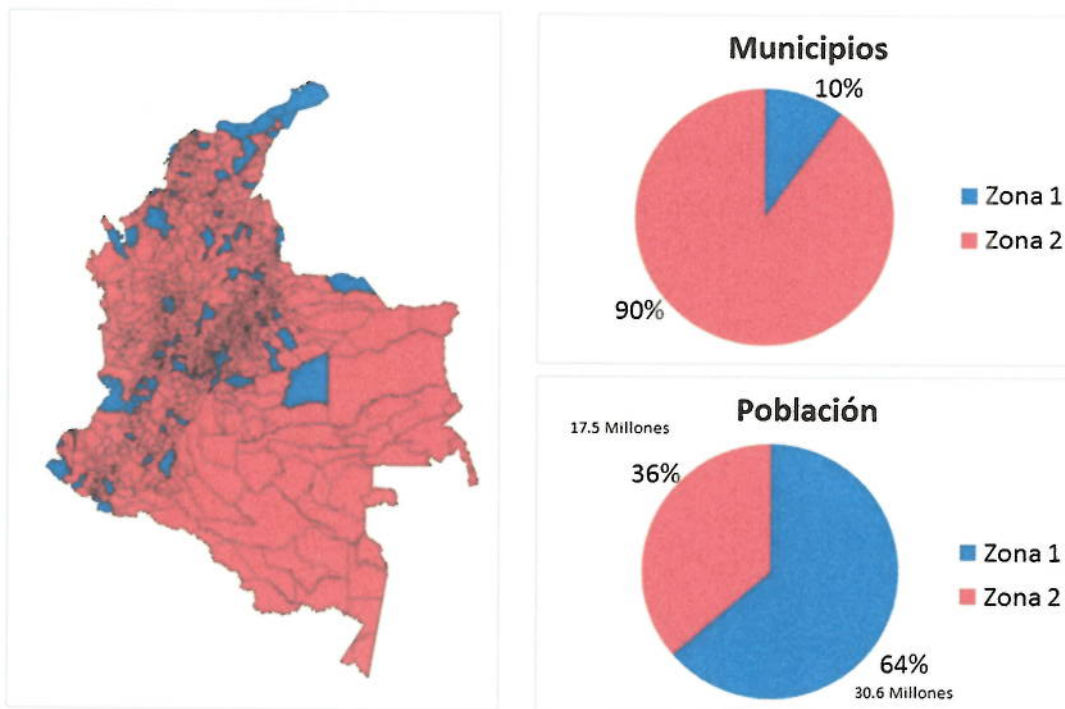 Municipios
10%
Zona 1
Zona 2
90%
Población
17.5 Millones
36%
Zona 1
Zona 2
64%
30.6 Millones